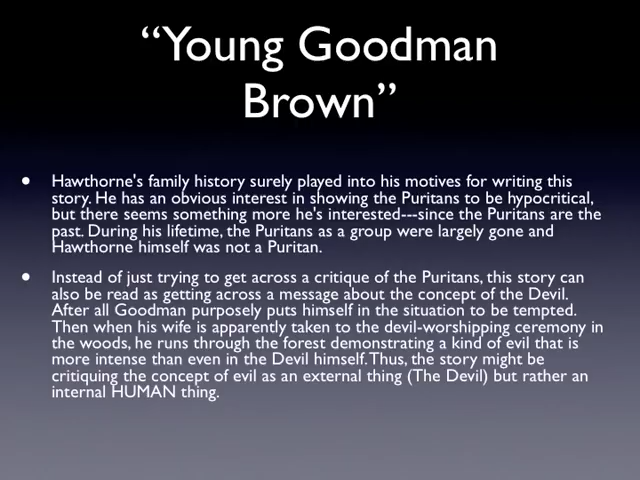 “Young Goodman
Brown”
• Hawthorne's family history surely played into his motives for writing this
story. He has an obvious interest in showing the Puritans to be hypocritical,
but there seems something more he's interested---since the Puritans are the
past. During his lifetime, the Puritans as a group were largely gone and
Hawthorne himself was not a Puritan.
• Instead of just trying to get across a critique of the Puritans, this story can
also be read as getting across a message about the concept of the Devil.
After all Goodman purposely puts himself in the situation to be tempted.
Then when his wife is apparently taken to the devil-worshipping ceremony in
the woods, he runs through the forest demonstrating a kind of evil that is
more intense than even in the Devil himself. Thus, the story might be
critiquing the concept of evil as an external thing (The Devil) but rather an
internal HUMAN thing.